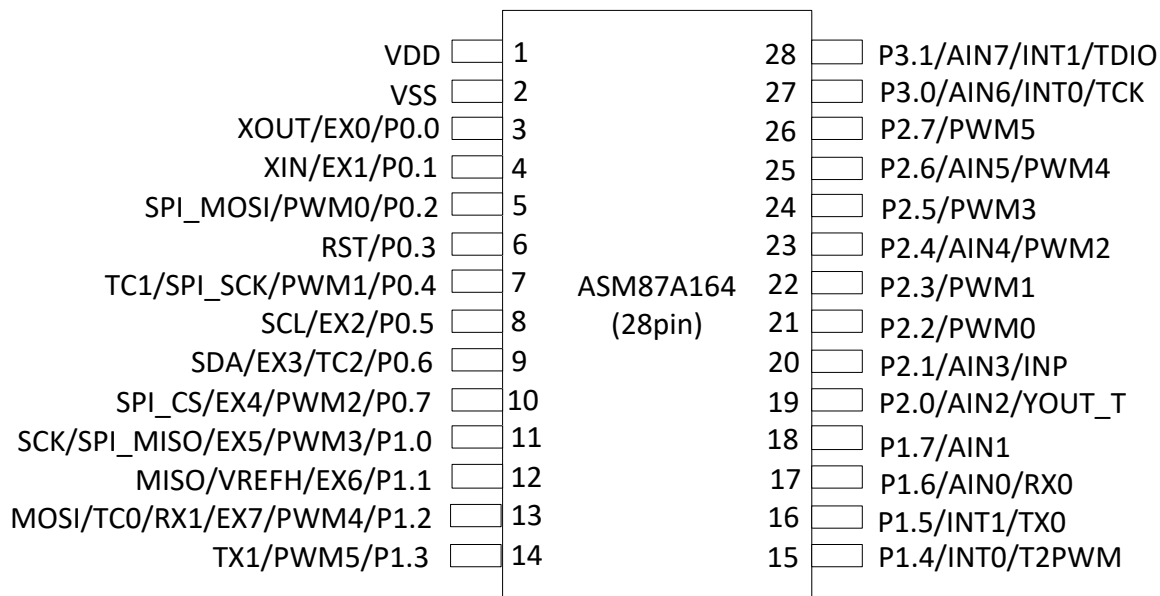 VDD 1 28 P3.1/AIN7/INT1/TDIO
VSS 2 27 P3.0/AIN6/INT0/TCK
XOUT/EX0/P0.0 3 26 P2.7/PWM5
XIN/EX1/P0.1 4 25 P2.6/AIN5/PWM4
SPI_MOSI/PWM0/P0.2 5 24 P2.5/PWM3
RST/P0.3 6 23 P2.4/AIN4/PWM2
TC1/SPI_SCK/PWM1/P0.4 7 ASM87A164 22 P2.3/PWM1
SCL/EX2/P0.5 8 (28pin) 21 P2.2/PWM0
SDA/EX3/TC2/P0.6 9 20 P2.1/AIN3/INP
SPI_CS/EX4/PWM2/P0.7 10 19 P2.0/AIN2/YOUT_T
SCK/SPI_MISO/EX5/PWM3/P1.0 11 18 P1.7/AIN1
MISO/VREFH/EX6/P1.1 12 17 P1.6/AIN0/RX0
MOSI/TC0/RX1/EX7/PWM4/P1.2 13 16 P1.5/INT1/TX0
TX1/PWM5/P1.3 14 15 P1.4/INT0/T2PWM